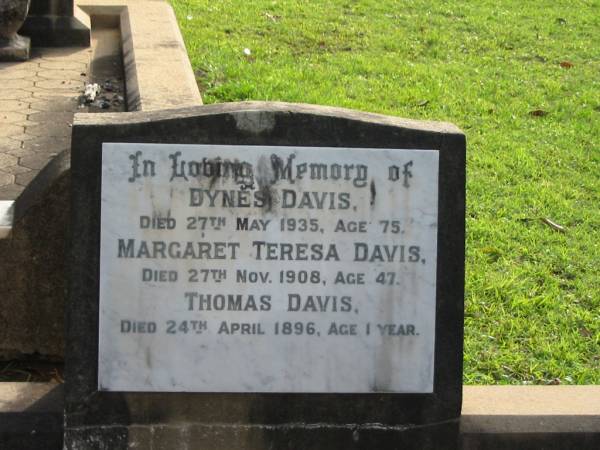 In Loving Memory of
DYNES DAVIS,
DIED 27TH MAY 1935, AGE 75.
MARGARET TERESA DAVIS,
DIED 27TH NOV. 1908, AGE 47.
THOMAS DAVIS,
DIED 24TH APRIL 1896, AGE 1 YEAR.